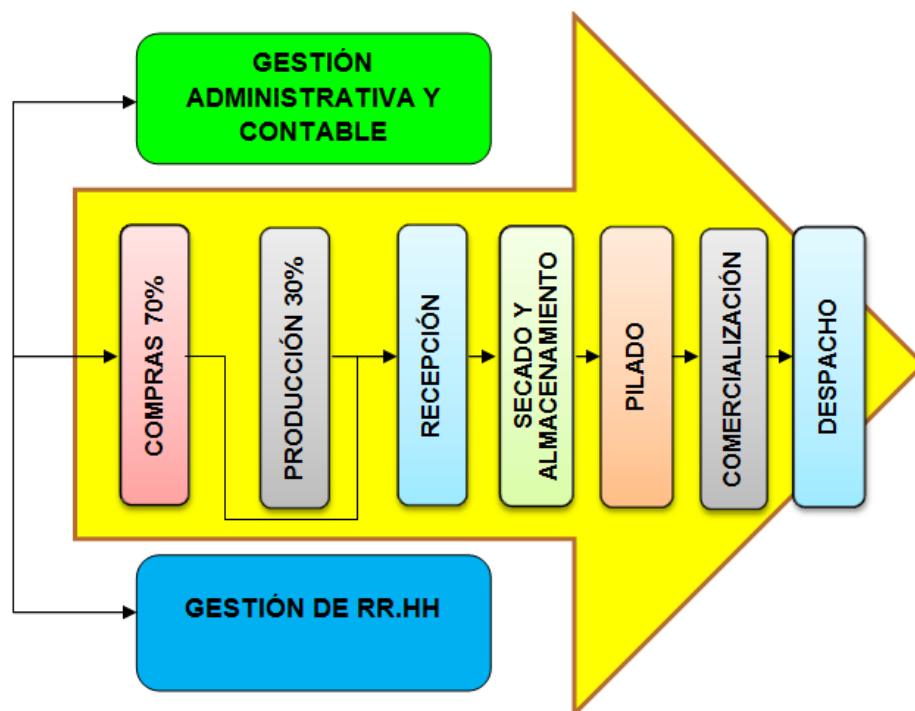 GESTIÓN
ADMINISTRATIVA Y
CONTABLE
COMPRAS 70%
PRODUCCIÓN 30%
RECEPCIÓN
SECADO Y
ALMACENAMIENTO
PILADO
COMERCIALIZACIÓN
DESPACHO
GESTIÓN DE RR.HH